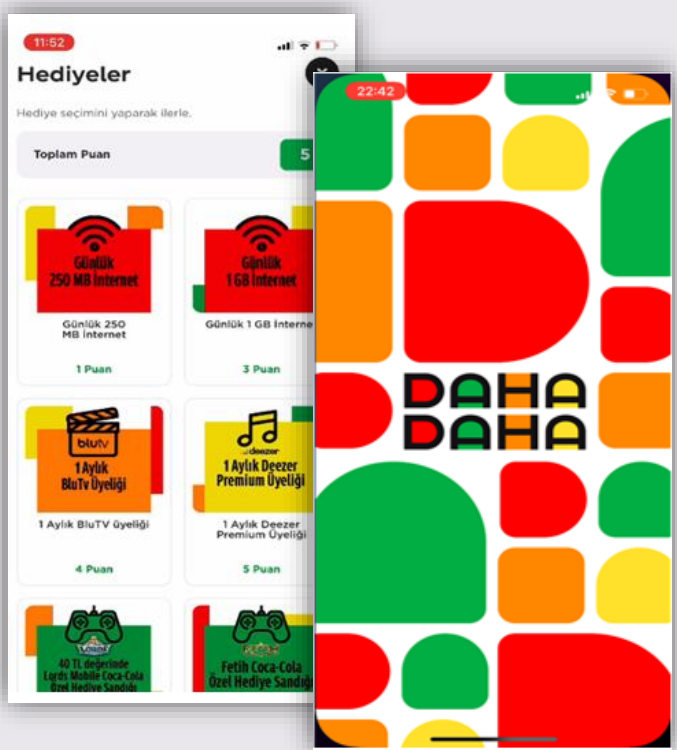 11:52
Hediyeler
Hediye seçimini yaparak ilerle.
Toplam Puan
5
Günlük
250 MB İnternet
Günlük
1 GB İnternet
Günlük 250
MB İnternet
Günlük 1 GB İnterne
1 Puan
3 Puan
blutv
1 Aylık
BluTv Üyeliği
deezer
1 Aylık Deezer
Premium Üyeliği
1 Aylık BluTV üyeliği
1 Aylık Deezer
Premium Üyeliği
4 Puan
5 Puan
LORDS
40 TL değerinde
Lords Mobile Coca-Cola
Özel Hediye Sandığı
Fetih Coca-Cola
Özel Hediye Sandığı
22:42
DAHA
DAHA